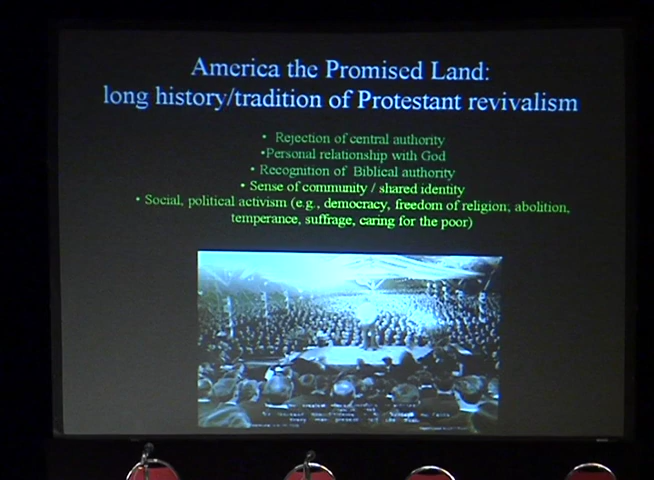 America the Promised Land:
long history/tradition of Protestant revivalism
• Rejection of central authority
•Personal relationship with God
• Recognition of Biblical authority
• Sense of community / shared identity
• Social, political activism (e.g., democracy, freedom of religion; abolition,
temperance, suffrage, caring for the poor)